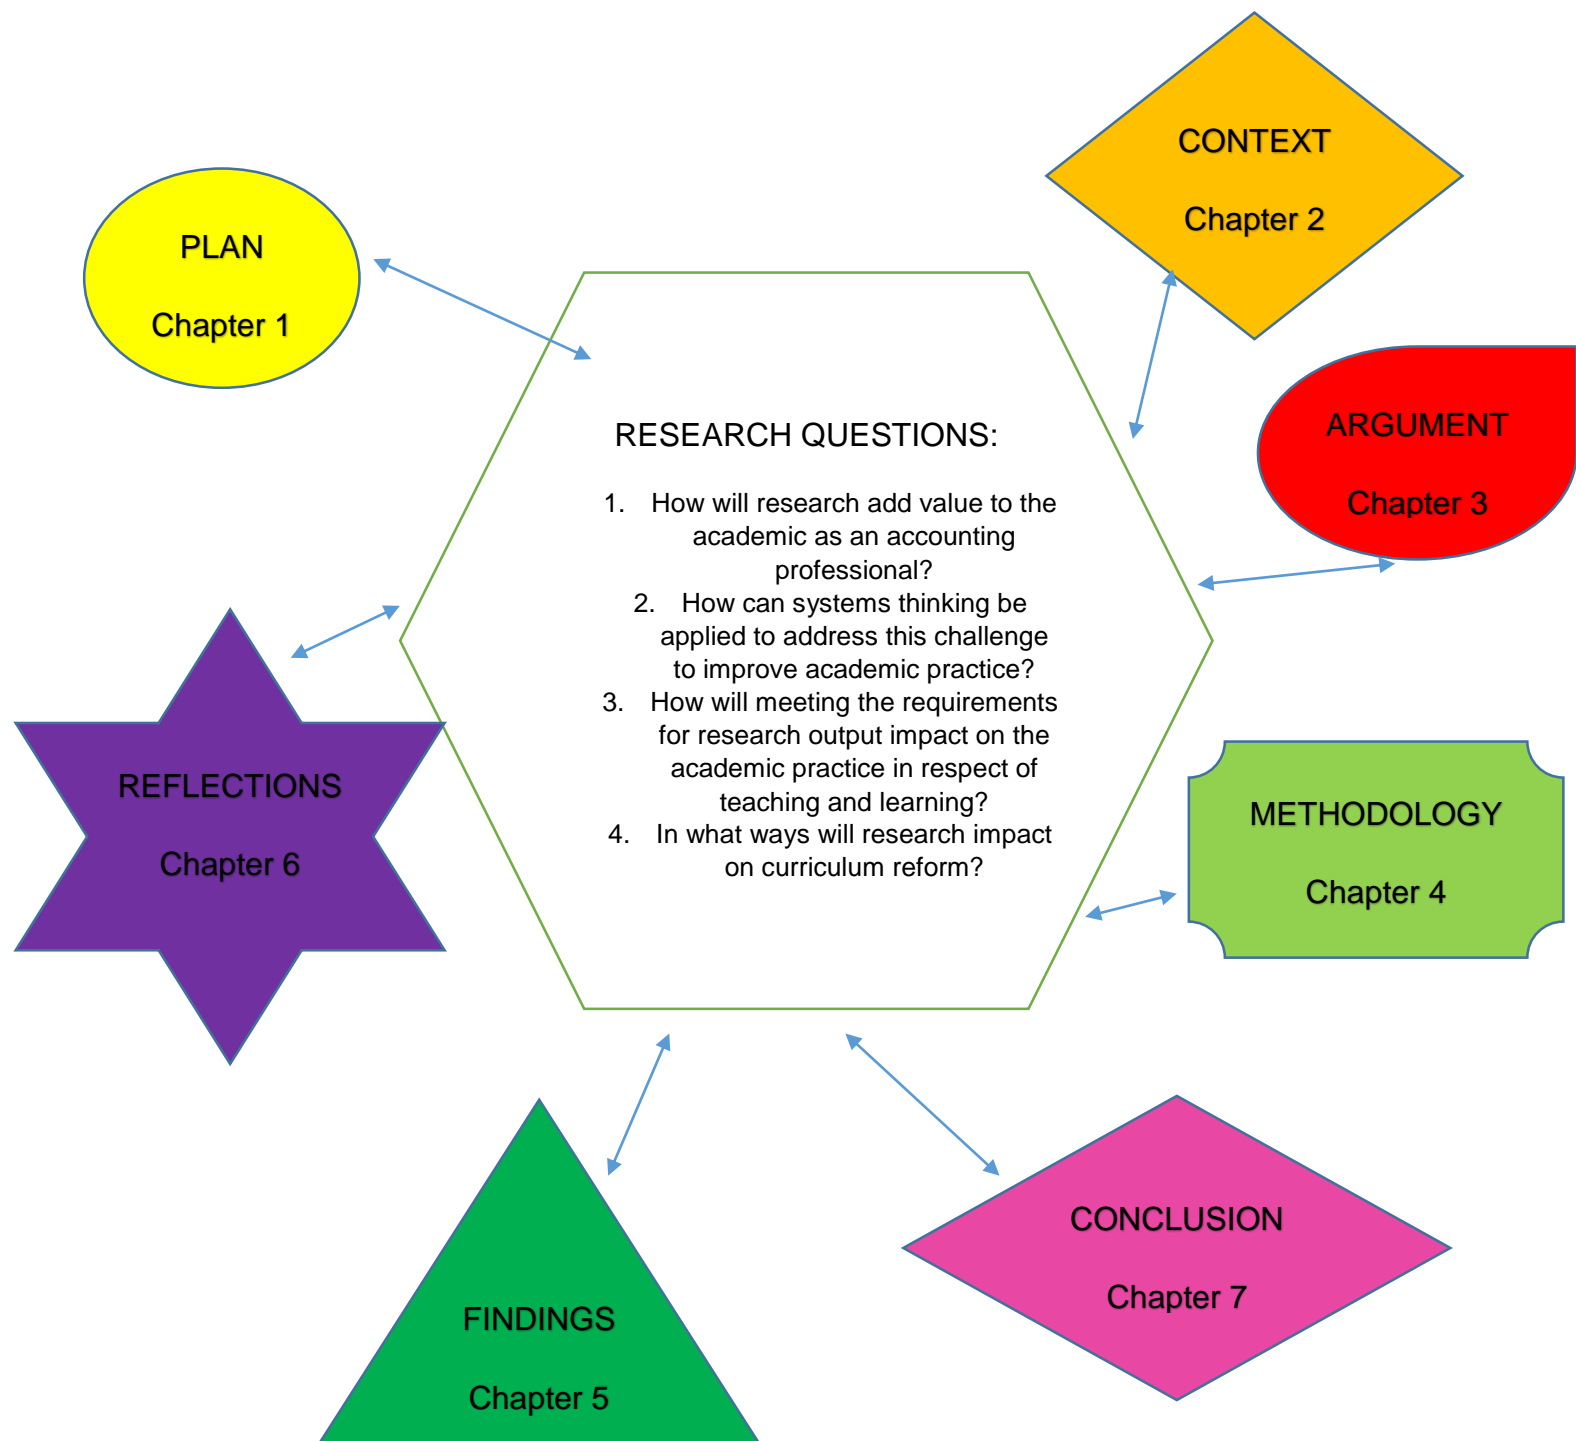 PLAN
Chapter 1
CONTEXT
Chapter 2
ARGUMENT
Chapter 3
RESEARCH QUESTIONS:
1. How will research add value to the
academic as an accounting
professional?
2. How can systems thinking be
applied to address this challenge
to improve academic practice?
3. How will meeting the requirements
for research output impact on the
academic practice in respect of
teaching and learning?
4. In what ways will research impact
on curriculum reform?
METHODOLOGY
Chapter 4
REFLECTIONS
Chapter 6
FINDINGS
Chapter 5
CONCLUSION
Chapter 7